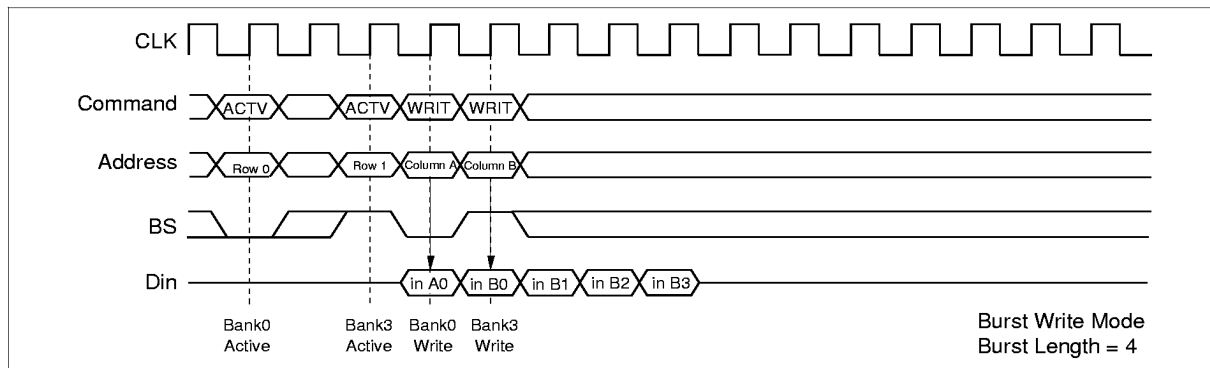 CLK
Command ACTV ACTV WRIT WRIT
Address Row 0 Row 1 Column A Column B
BS
Din in A0 in B0 in B1 in B2 in B3
Bank0 Bank3 Bank0 Bank3
Active Active Write Write
Burst Write Mode
Burst Length = 4